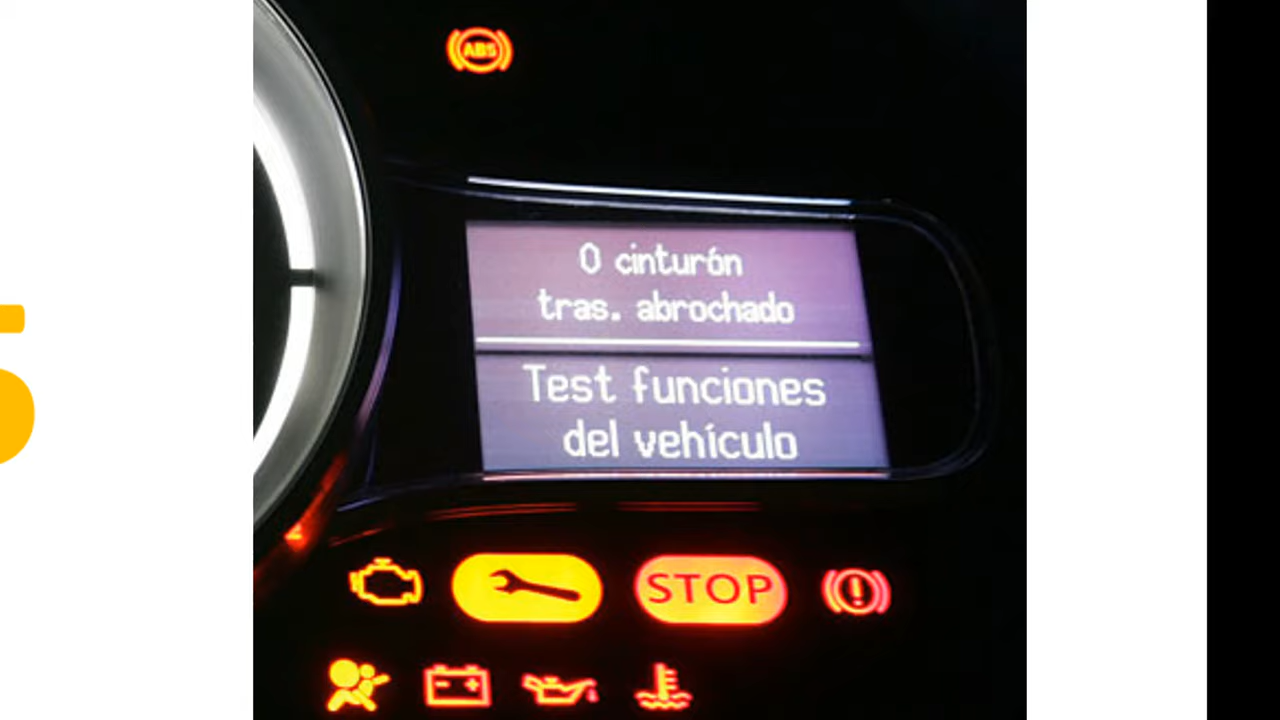 ABS
0 cinturón
tras. abrochado
Test funciones
del vehículo
STOP